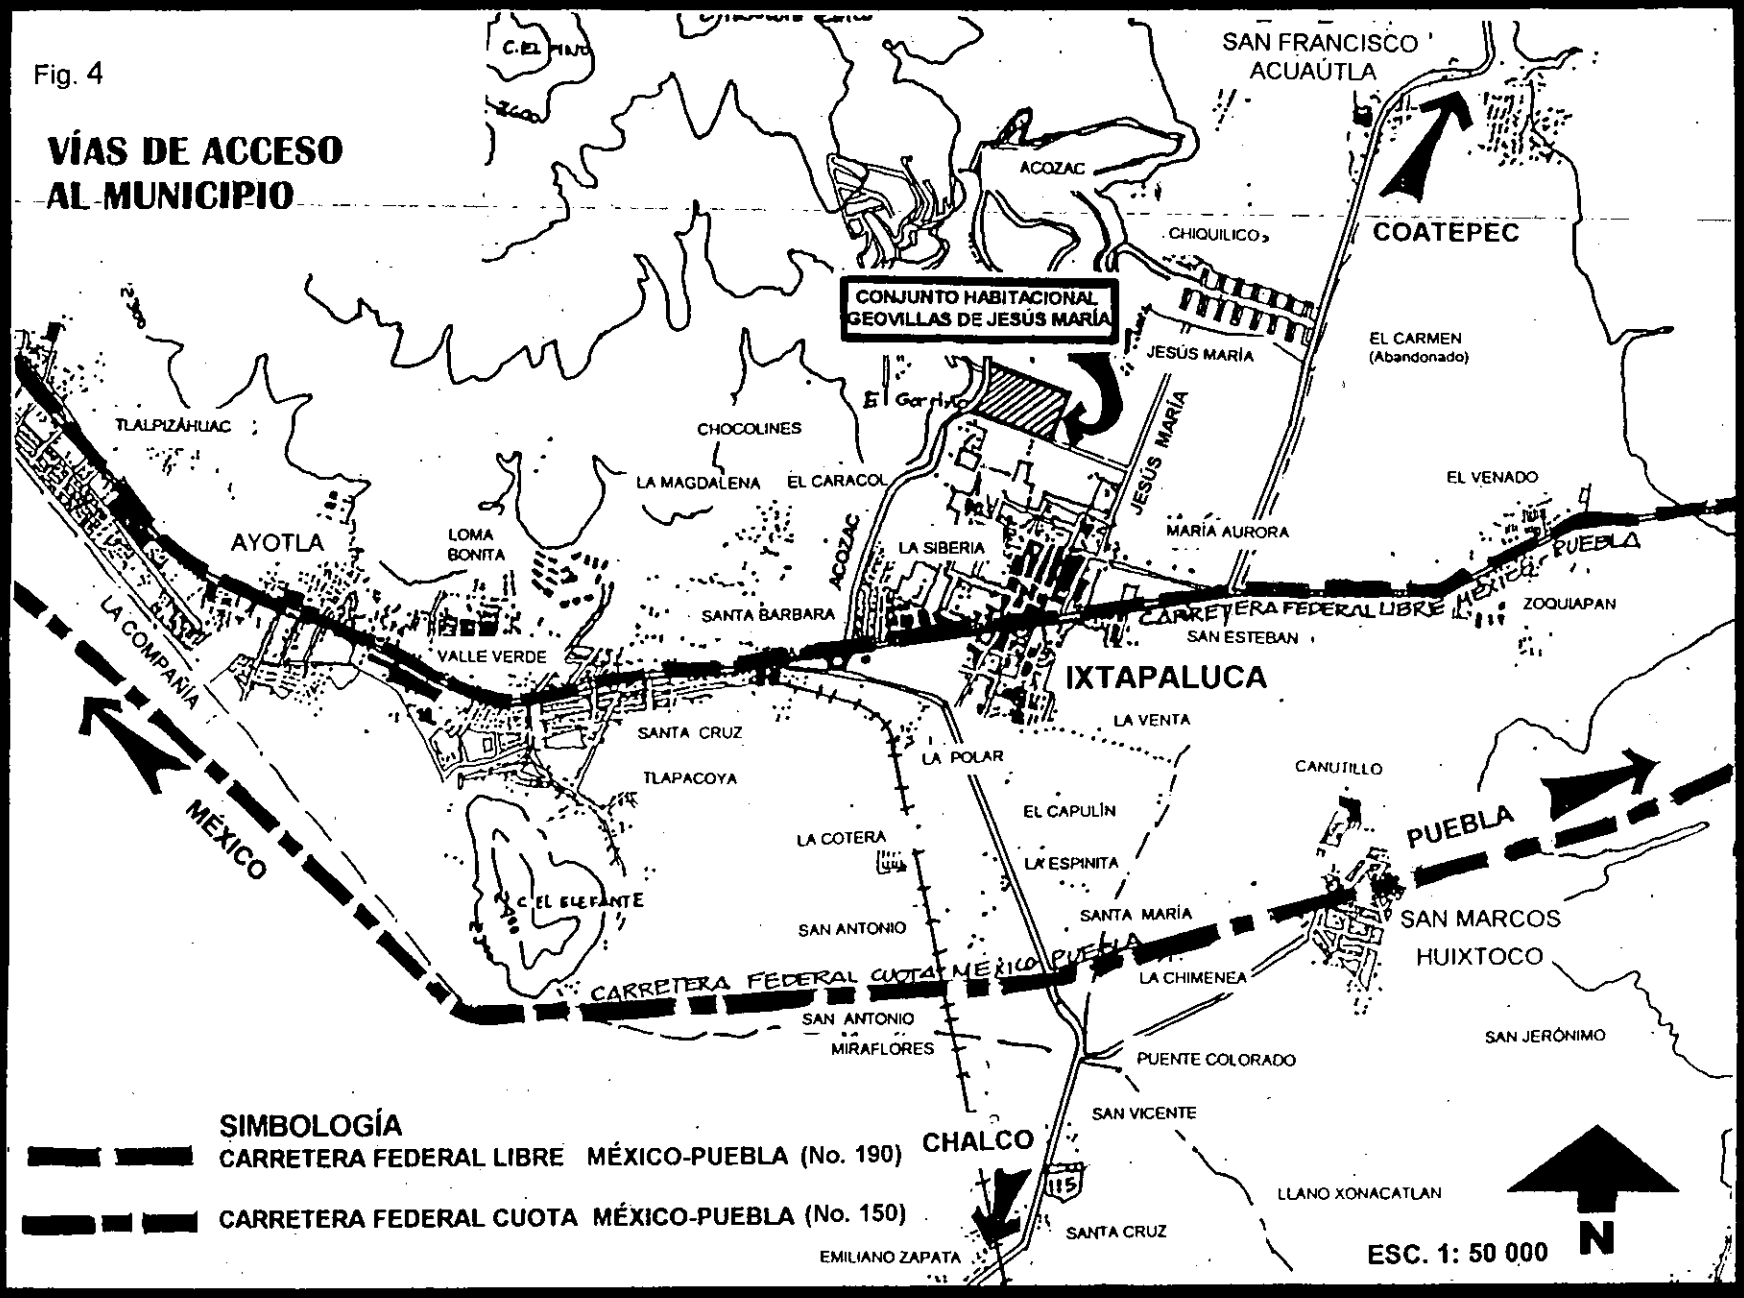 Fig. 4
VÍAS DE ACCESO
AL MUNICIPIO
C. EL PINO
SAN FRANCISCO
ACUAÚTLA
ACOZAC
COATEPEC
CHIQUILICO
CONJUNTO HABITACIONAL
GEOVILLAS DE JESÚS MARÍA
JESÚS MARÍA
EL CARMEN
(Abandonado)
2300
TLALPIZÁHUAC
CHOCOLINES
JESÚS MARÍA
LA MAGDALENA
EL CARACOL
EL VENADO
AYOTLA
LOMA
BONITA
ACOZAC
LA SIBERIA
MARÍA AURORA
PUEBLA
LA COMPAÑÍA
SANTA BARBARA
CARRETERA FEDERAL LIBRE MEXICO
ZOQUIAPAN
SAN ESTEBAN
VALLE VERDE
IXTAPALUCA
LA VENTA
SANTA CRUZ
LA POLAR
TLAPACOYA
CANUTILLO
MÉXICO
EL CAPULÍN
PUEBLA
LA COTERA
LA ESPINITA
C. EL ELEFANTE
SANTA MARÍA
SAN MARCOS
HUIXTOCO
SAN ANTONIO
CARRETERA FEDERAL CUOTA MEXICO PUEBLA
LA CHIMENEA
SAN ANTONIO
MIRAFLORES
SAN JERÓNIMO
PUENTE COLORADO
SAN VICENTE
SIMBOLOGÍA
CARRETERA FEDERAL LIBRE MÉXICO-PUEBLA (No. 190)
CHALCO
115
LLANO XONACATLAN
CARRETERA FEDERAL CUOTA MÉXICO-PUEBLA (No. 150)
SANTA CRUZ
EMILIANO ZAPATA
ESC. 1: 50 000
N